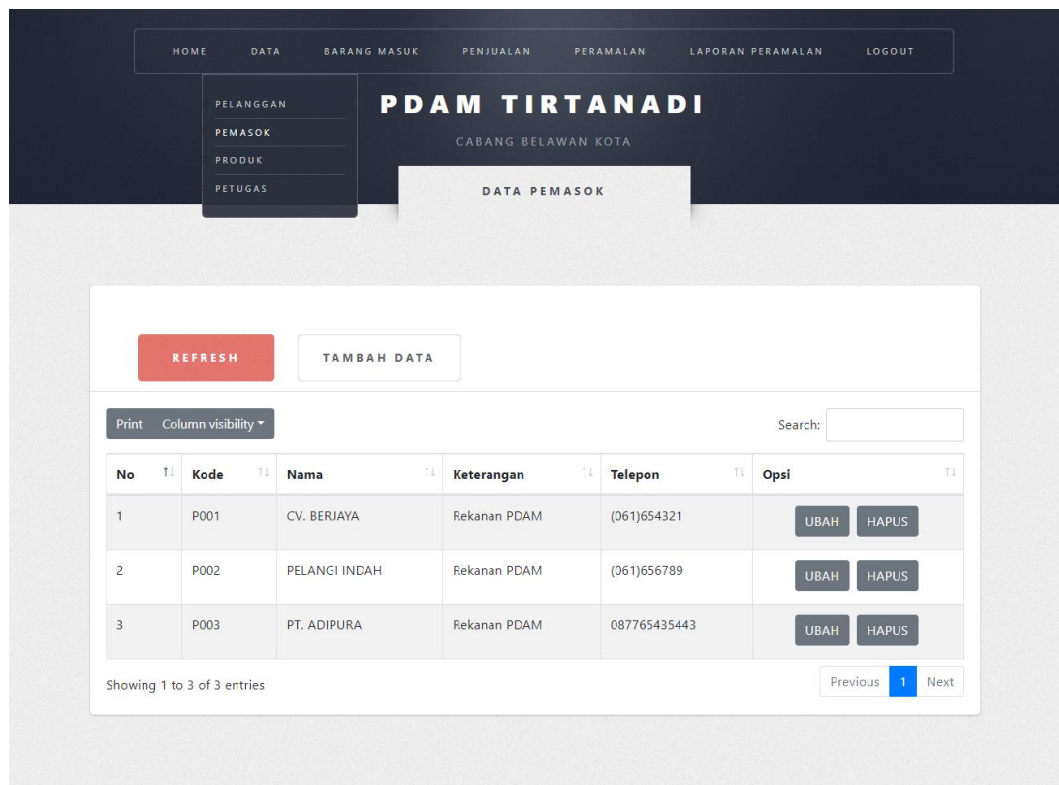 HOME DATA BARANG MASUK PENJUALAN PERAMALAN LAPORAN PERAMALAN LOGOUT
PELANGGAN
PEMASOK
PRODUK
PETUGAS
PDAM TIRTANADI
CABANG BELAWAN KOTA
DATA PEMASOK
REFRESH TAMBAH DATA
Print Column visibility Search:
No Kode Nama Keterangan Telepon Opsi
1 P001 CV. BERJAYA Rekanan PDAM (061)654321 UBAH HAPUS
2 P002 PELANGI INDAH Rekanan PDAM (061)656789 UBAH HAPUS
3 P003 PT. ADIPURA Rekanan PDAM 087765435443 UBAH HAPUS
Showing 1 to 3 of 3 entries Previous 1 Next